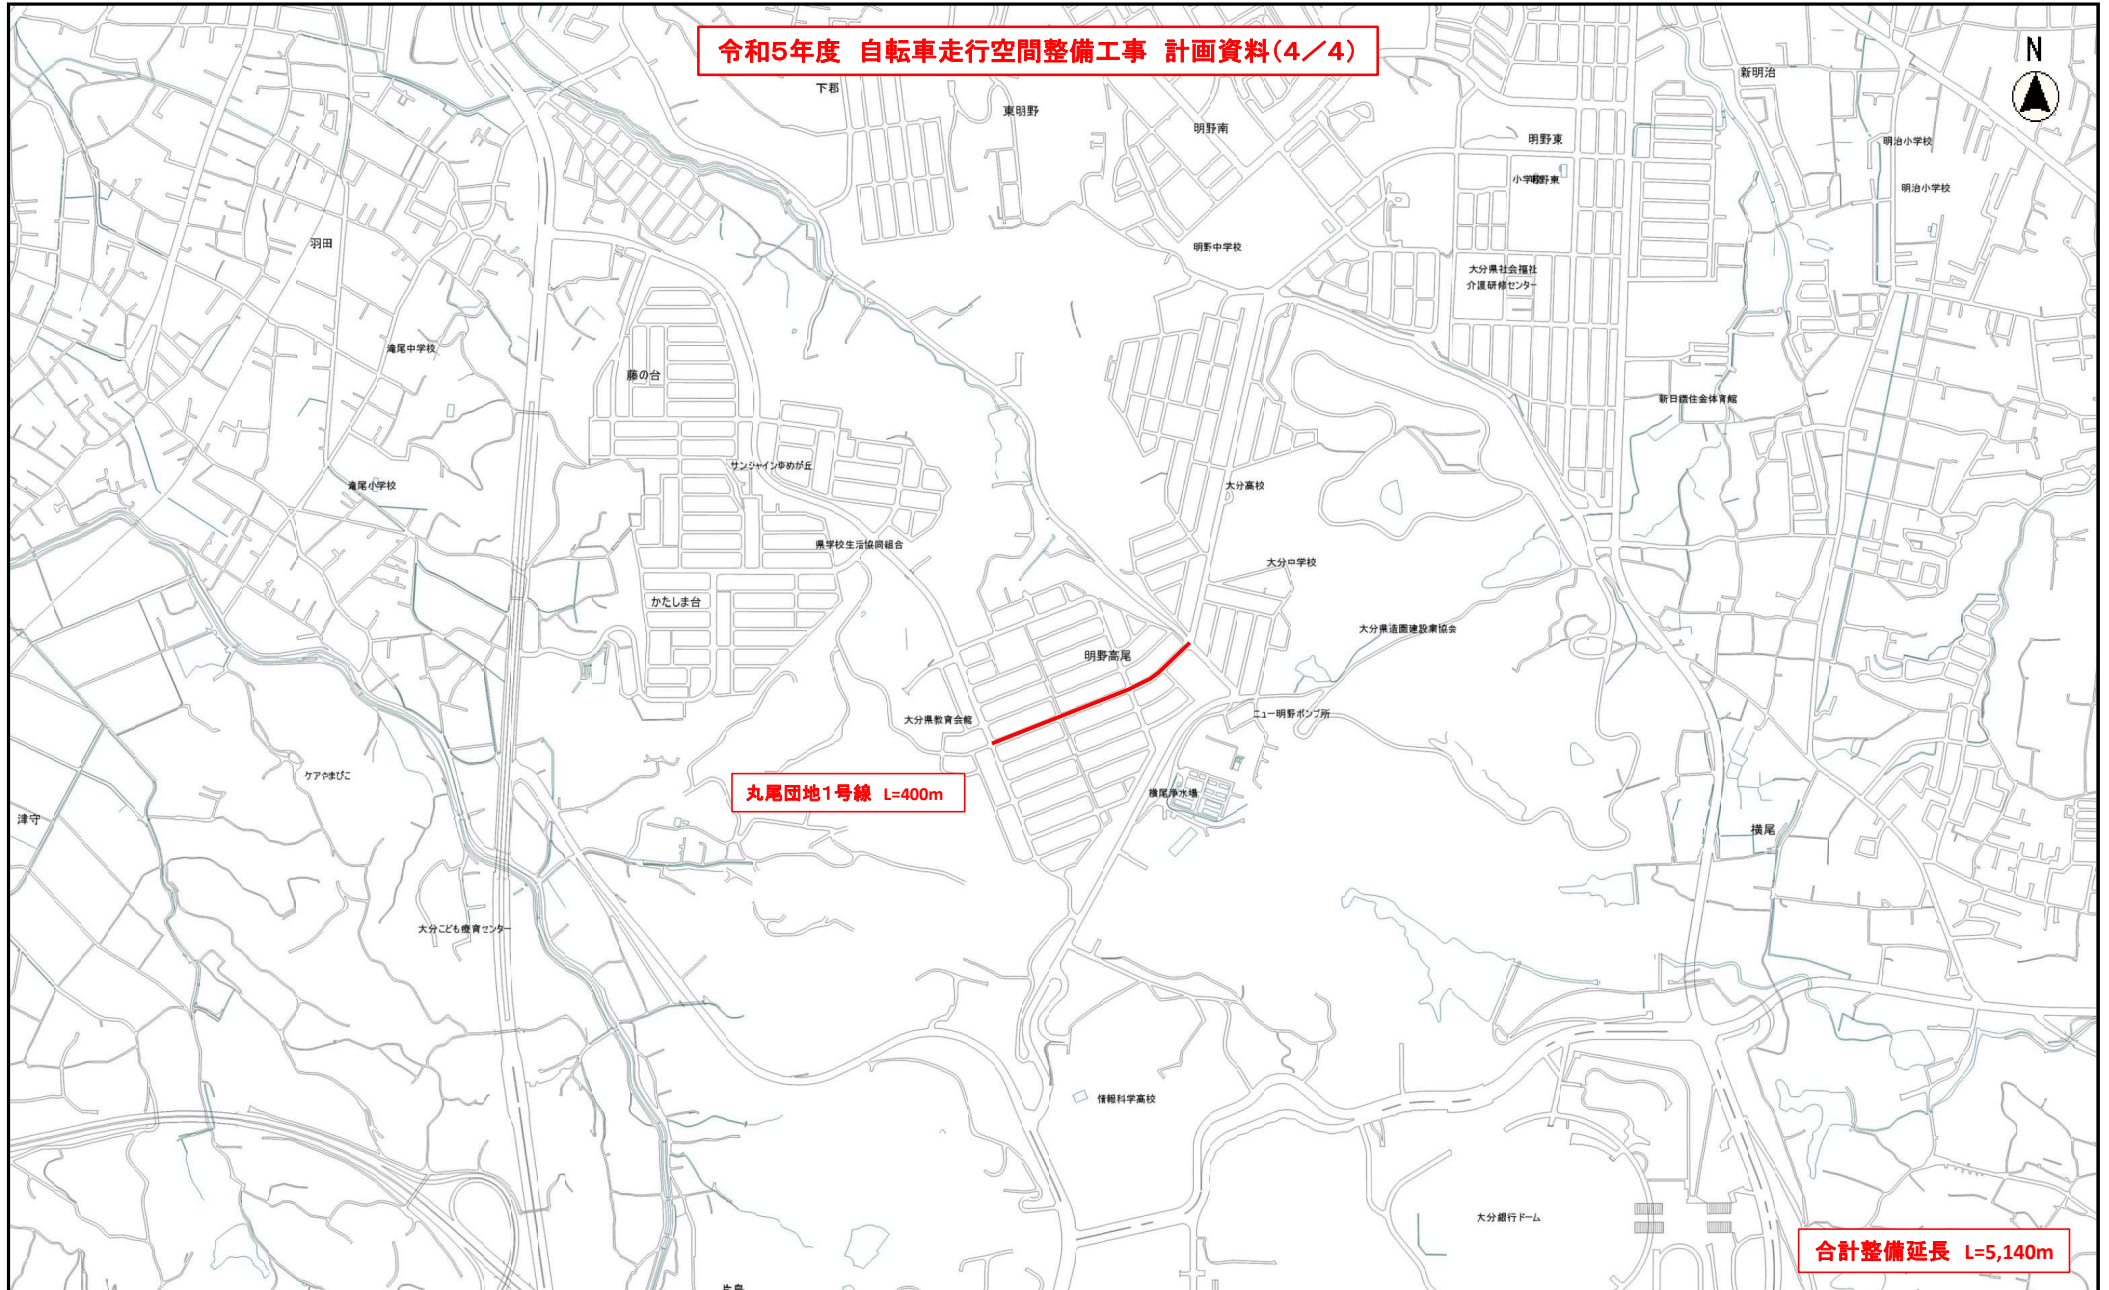 令和5年度 自転車走行空間整備工事 計画資料(4/4)
N
下郡
新明治
東明野
明野南
明野東
明治小学校
明治小学校
羽田
明野中学校
大分県社会福祉
介護研修センター
滝尾中学校
藤の台
新日鐵住金体育館
サンシャインゆめが丘
滝尾小学校
大分高校
県学校生活協同組合
大分中学校
かたしま台
大分県造園建設業協会
明野高尾
大分県教育会館
ニュー明野ポンプ所
ケアやまびこ
丸尾団地1号線 L=400m
横尾浄水場
津守
横尾
大分こども療育センター
情報科学高校
大分銀行ドーム
合計整備延長 L=5,140m